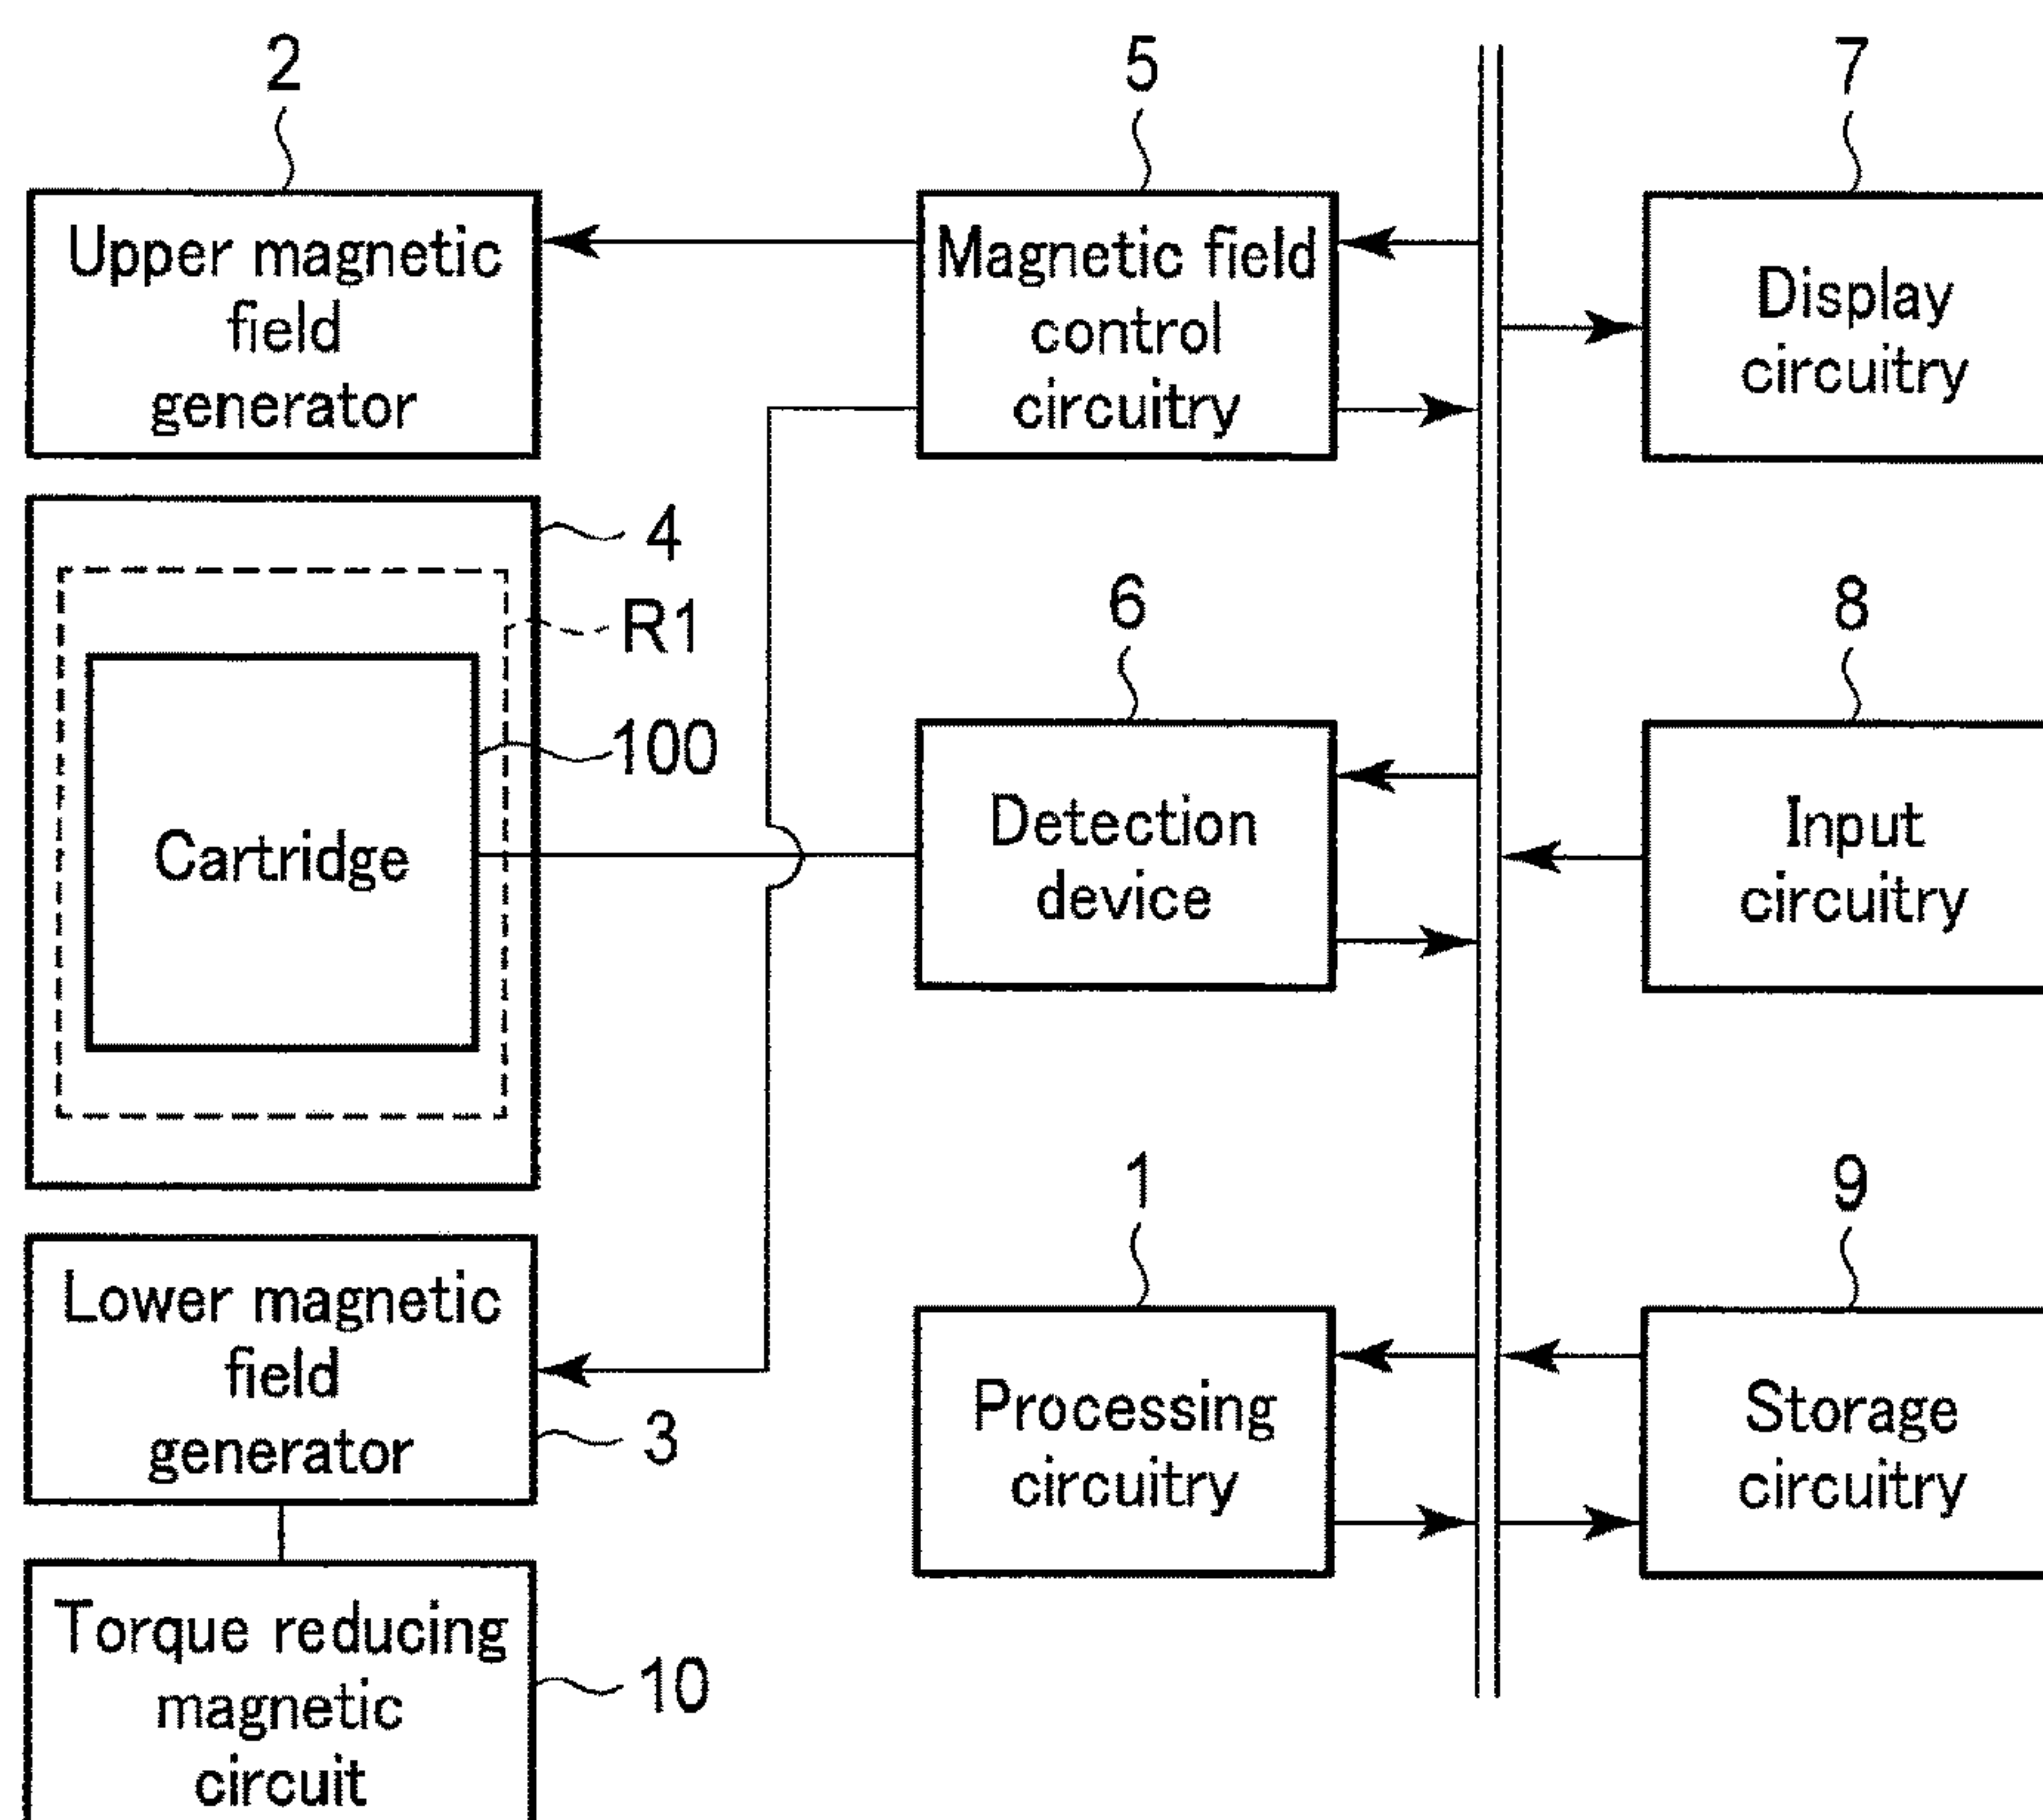 2
5
7
Upper magnetic
field
generator
Magnetic field
control
circuitry
Display
circuitry
4
R1
100
Cartridge
6
8
Detection
device
Input
circuitry
1
9
Lower magnetic
field
generator
3
Processing
circuitry
Storage
circuitry
Torque reducing
magnetic
circuit
10